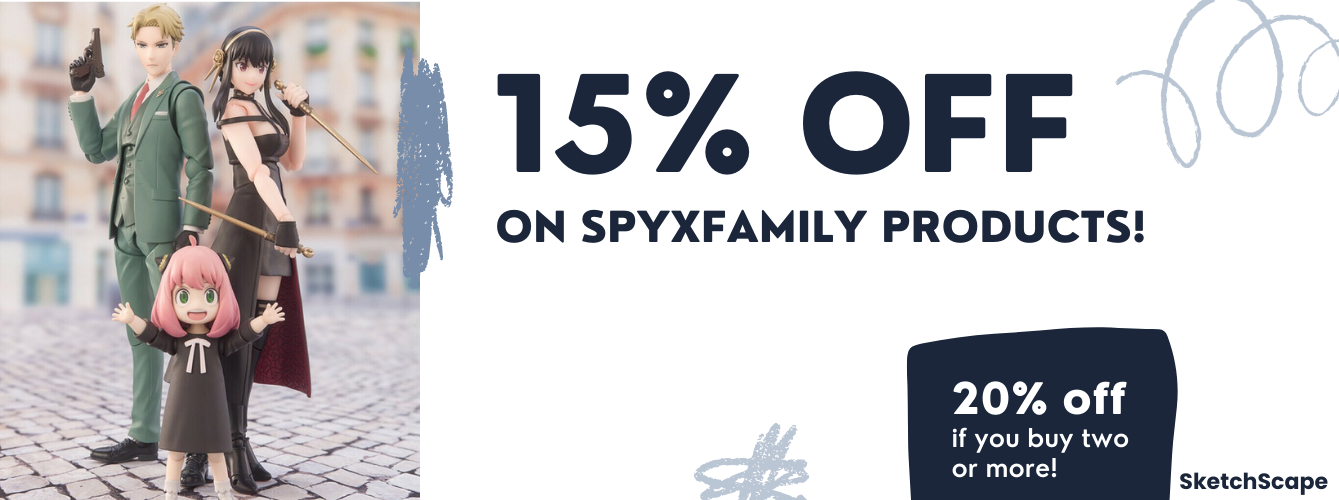 15% OFF
ON SPYXFAMILY PRODUCTS!
20% off
if you buy two
or more!
SketchScape